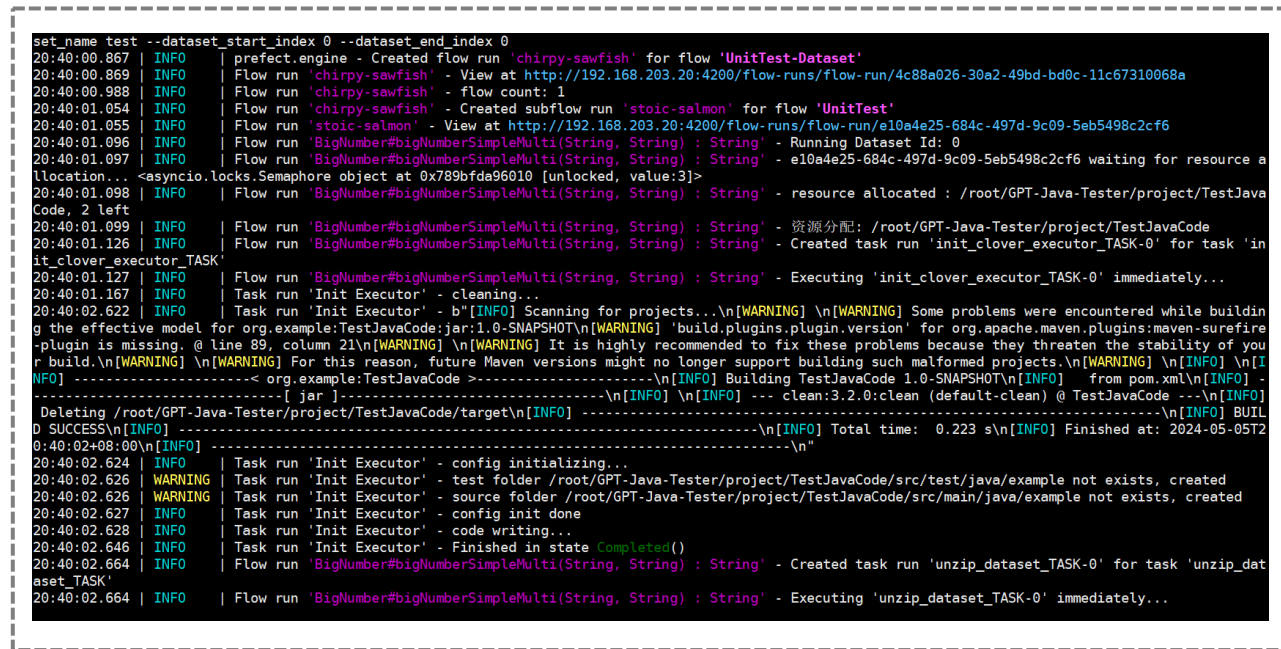 set_name test --dataset_start_index 0 --dataset_end_index 0
20:40:00.867 | INFO    | prefect.engine - Created flow run 'chirpy-sawfish' for flow 'UnitTest-Dataset'
20:40:00.869 | INFO    | Flow run 'chirpy-sawfish' - View at http://192.168.203.20:4200/flow-runs/flow-run/4c88a026-30a2-49bd-bd0c-11c67310068a
20:40:00.988 | INFO    | Flow run 'chirpy-sawfish' - flow count: 1
20:40:01.054 | INFO    | Flow run 'chirpy-sawfish' - Created subflow run 'stoic-salmon' for flow 'UnitTest'
20:40:01.055 | INFO    | Flow run 'stoic-salmon' - View at http://192.168.203.20:4200/flow-runs/flow-run/e10a4e25-684c-497d-9c09-5eb5498c2cf6
20:40:01.096 | INFO    | Flow run 'BigNumber#bigNumberSimpleMulti(String, String) : String' - Running Dataset Id: 0
20:40:01.097 | INFO    | Flow run 'BigNumber#bigNumberSimpleMulti(String, String) : String' - e10a4e25-684c-497d-9c09-5eb5498c2cf6 waiting for resource a
llocation... <asyncio.locks.Semaphore object at 0x789bfda96010 [unlocked, value:3]>
20:40:01.098 | INFO    | Flow run 'BigNumber#bigNumberSimpleMulti(String, String) : String' - resource allocated : /root/GPT-Java-Tester/project/TestJava
Code, 2 left
20:40:01.099 | INFO    | Flow run 'BigNumber#bigNumberSimpleMulti(String, String) : String' - 资源分配: /root/GPT-Java-Tester/project/TestJavaCode
20:40:01.126 | INFO    | Flow run 'BigNumber#bigNumberSimpleMulti(String, String) : String' - Created task run 'init_clover_executor_TASK-0' for task 'in
it_clover_executor_TASK'
20:40:01.127 | INFO    | Flow run 'BigNumber#bigNumberSimpleMulti(String, String) : String' - Executing 'init_clover_executor_TASK-0' immediately...
20:40:01.167 | INFO    | Task run 'Init Executor' - cleaning...
20:40:02.622 | INFO    | Task run 'Init Executor' - b"[INFO] Scanning for projects...\n[WARNING] \n[WARNING] Some problems were encountered while buildin
g the effective model for org.example:TestJavaCode:jar:1.0-SNAPSHOT\n[WARNING] 'build.plugins.plugin.version' for org.apache.maven.plugins:maven-surefire
-plugin is missing. @ line 89, column 21\n[WARNING] \n[WARNING] It is highly recommended to fix these problems because they threaten the stability of you
r build.\n[WARNING] \n[WARNING] For this reason, future Maven versions might no longer support building such malformed projects.\n[WARNING] \n[INFO] \n[I
NFO] ----------------------< org.example:TestJavaCode >----------------------\n[INFO] Building TestJavaCode 1.0-SNAPSHOT\n[INFO]   from pom.xml\n[INFO] -
-------------------------------[ jar ]---------------------------------\n[INFO] \n[INFO] --- clean:3.2.0:clean (default-clean) @ TestJavaCode ---\n[INFO]
 Deleting /root/GPT-Java-Tester/project/TestJavaCode/target\n[INFO] ------------------------------------------------------------------------\n[INFO] BUIL
D SUCCESS\n[INFO] ------------------------------------------------------------------------\n[INFO] Total time:  0.223 s\n[INFO] Finished at: 2024-05-05T2
0:40:02+08:00\n[INFO] ------------------------------------------------------------------------\n"
20:40:02.624 | INFO    | Task run 'Init Executor' - config initializing...
20:40:02.626 | WARNING | Task run 'Init Executor' - test folder /root/GPT-Java-Tester/project/TestJavaCode/src/test/java/example not exists, created
20:40:02.626 | WARNING | Task run 'Init Executor' - source folder /root/GPT-Java-Tester/project/TestJavaCode/src/main/java/example not exists, created
20:40:02.627 | INFO    | Task run 'Init Executor' - config init done
20:40:02.628 | INFO    | Task run 'Init Executor' - code writing...
20:40:02.646 | INFO    | Task run 'Init Executor' - Finished in state Completed()
20:40:02.664 | INFO    | Flow run 'BigNumber#bigNumberSimpleMulti(String, String) : String' - Created task run 'unzip_dataset_TASK-0' for task 'unzip_dat
aset_TASK'
20:40:02.664 | INFO    | Flow run 'BigNumber#bigNumberSimpleMulti(String, String) : String' - Executing 'unzip_dataset_TASK-0' immediately...